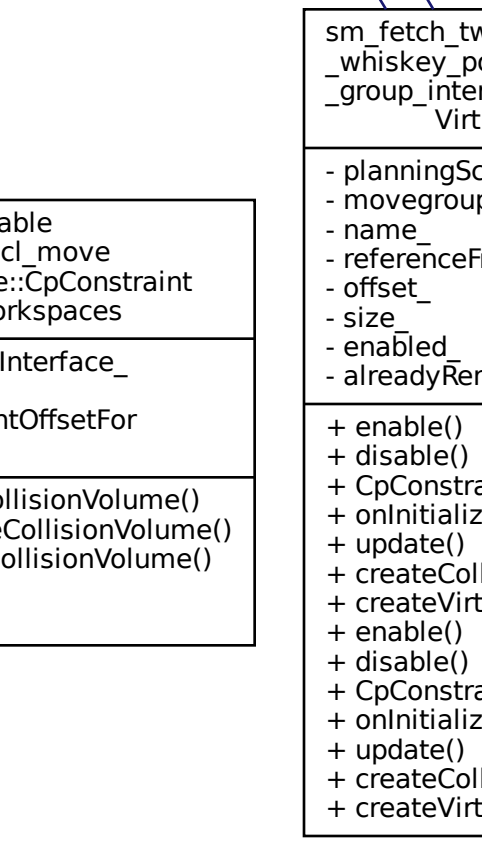 able
cl_move
e::CpConstraint
orkspaces
Interface_
ntOffsetFor
ollisionVolume()
eCollisionVolume()
ollisionVolume()
sm_fetch_tw
_whiskey_po
_group_inter
Virt
- planningSc
- movegroup
- name_
- referenceFr
- offset_
- size_
- enabled_
- alreadyRen
+ enable()
+ disable()
+ CpConstra
+ onInitializ
+ update()
+ createColl
+ createVirt
+ enable()
+ disable()
+ CpConstra
+ onInitializ
+ update()
+ createColl
+ createVirt